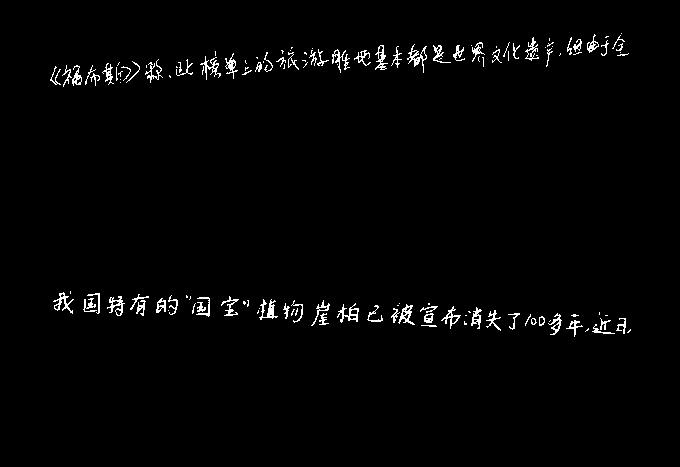 《福布斯》称,此榜单上的旅游胜地基本都是世界文化遗产,但由于全
我国特有的"国宝"植物崖柏已被宣布消失了100多年,近日,